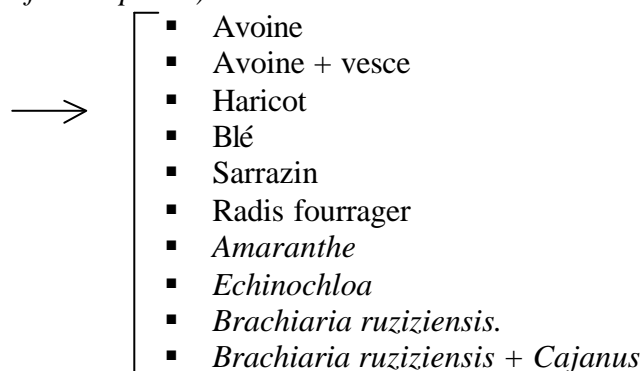 ▪ Avoine
▪ Avoine + vesce
▪ Haricot
▪ Blé
▪ Sarrazin
▪ Radis fourrager
▪ Amaranthe
▪ Echinochloa
▪ Brachiaria ruziziensis.
▪ Brachiaria ruziziensis + Cajanus